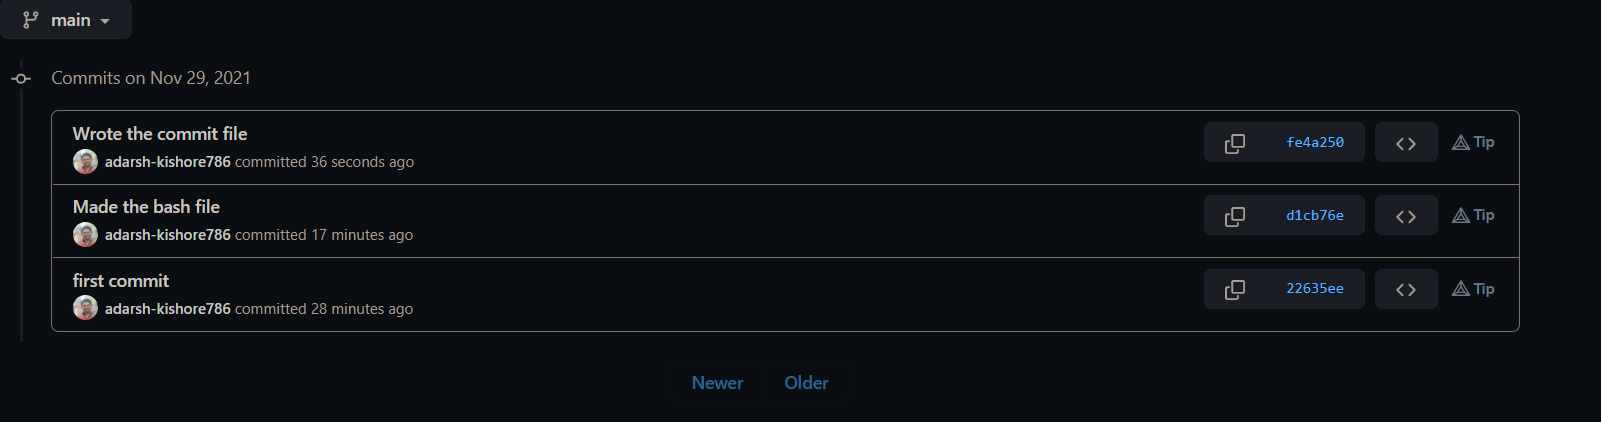 main
Commits on Nov 29, 2021
Wrote the commit file
adarsh-kishore786 committed 36 seconds ago
fe4a250
Tip
Made the bash file
adarsh-kishore786 committed 17 minutes ago
d1cb76e
Tip
first commit
adarsh-kishore786 committed 28 minutes ago
22635ee
Tip
Newer Older